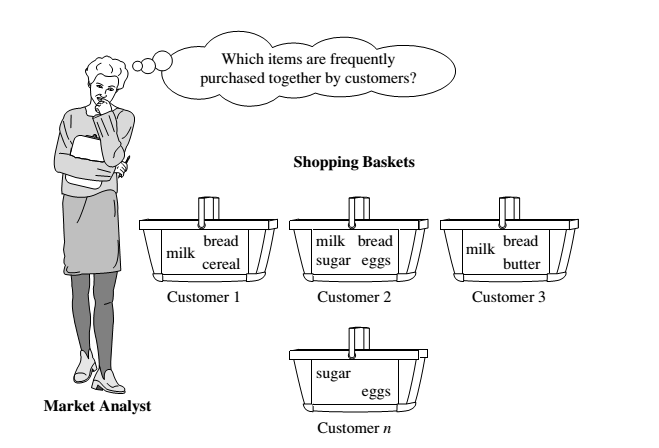 Which items are frequently
purchased together by customers?
Shopping Baskets
milk bread
cereal
Customer 1
milk bread
sugar eggs
Customer 2
milk bread
butter
Customer 3
sugar
eggs
Customer n
Market Analyst